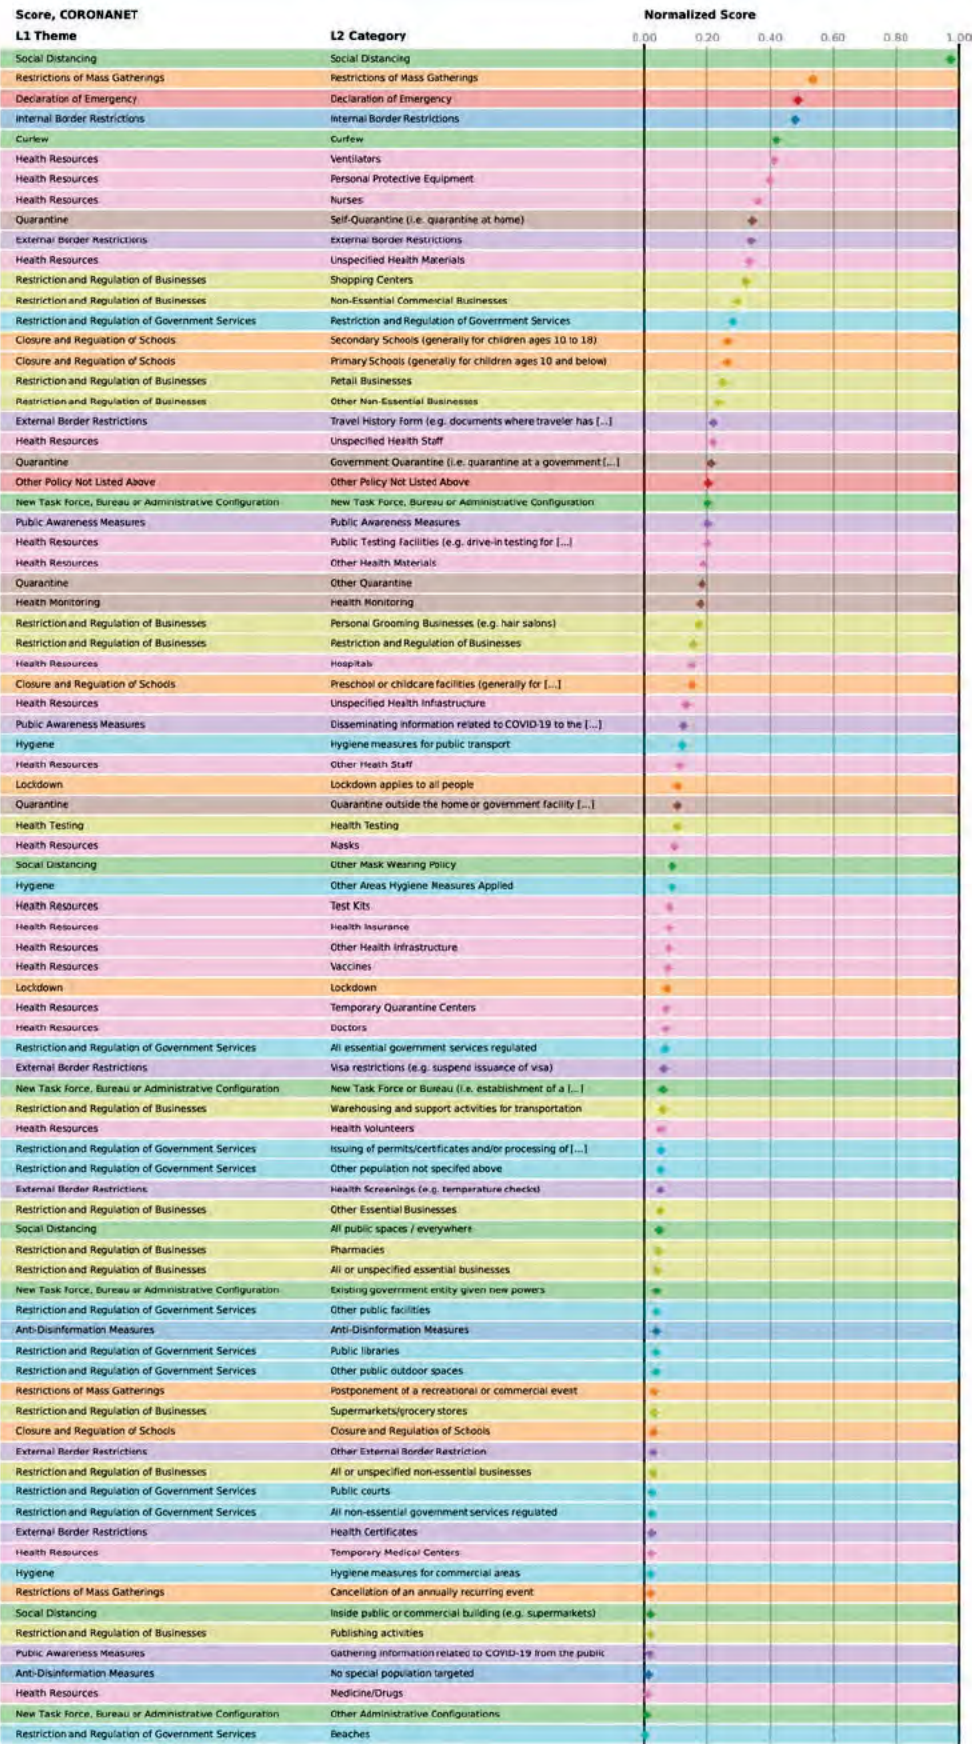 Score, CORONANET Normalized Score
L1 Theme L2 Category 0.00 0.20 0.40 0.60 0.80 1.00
Social Distancing Social Distancing
Restrictions of Mass Gatherings Restrictions of Mass Gatherings
Declaration of Emergency Declaration of Emergency
Internal Border Restrictions Internal Border Restrictions
Curfew Curfew
Health Resources Ventilators
Health Resources Personal Protective Equipment
Health Resources Nurses
Quarantine Self-Quarantine (i.e. quarantine at home)
External Border Restrictions External Border Restrictions
Health Resources Unspecified Health Materials
Restriction and Regulation of Businesses Shopping Centers
Restriction and Regulation of Businesses Non-Essential Commercial Businesses
Restriction and Regulation of Government Services Restriction and Regulation of Government Services
Closure and Regulation of Schools Secondary Schools (generally for children ages 10 to 18)
Closure and Regulation of Schools Primary Schools (generally for children ages 10 and below)
Restriction and Regulation of Businesses Retail Businesses
Restriction and Regulation of Businesses Other Non-Essential Businesses
External Border Restrictions Travel History Form (e.g. documents where traveler has [...]
Health Resources Unspecified Health Staff
Quarantine Government Quarantine (i.e. quarantine at a government [...]
Other Policy Not Listed Above Other Policy Not Listed Above
New Task Force, Bureau or Administrative Configuration New Task Force, Bureau or Administrative Configuration
Public Awareness Measures Public Awareness Measures
Health Resources Public Testing Facilities (e.g. drive-in testing for [...]
Health Resources Other Health Materials
Quarantine Other Quarantine
Health Monitoring Health Monitoring
Restriction and Regulation of Businesses Personal Grooming Businesses (e.g. hair salons)
Restriction and Regulation of Businesses Restriction and Regulation of Businesses
Health Resources Hospitals
Closure and Regulation of Schools Preschool or childcare facilities (generally for [...]
Health Resources Unspecified Health Infrastructure
Public Awareness Measures Disseminating information related to COVID-19 to the [...]
Hygiene Hygiene measures for public transport
Health Resources Other Heath Staff
Lockdown Lockdown applies to all people
Quarantine Quarantine outside the home or government facility [...]
Health Testing Health Testing
Health Resources Masks
Social Distancing Other Mask Wearing Policy
Hygiene Other Areas Hygiene Measures Applied
Health Resources Test Kits
Health Resources Health Insurance
Health Resources Other Health Infrastructure
Health Resources Vaccines
Lockdown Lockdown
Health Resources Temporary Quarantine Centers
Health Resources Doctors
Restriction and Regulation of Government Services All essential government services regulated
External Border Restrictions Visa restrictions (e.g. suspend issuance of visa)
New Task Force, Bureau or Administrative Configuration New Task Force or Bureau (i.e. establishment of a [...]
Restriction and Regulation of Businesses Warehousing and support activities for transportation
Health Resources Health Volunteers
Restriction and Regulation of Government Services Issuing of permits/certificates and/or processing of [...]
Restriction and Regulation of Government Services Other population not specifed above
External Border Restrictions Health Screenings (e.g. temperature checks)
Restriction and Regulation of Businesses Other Essential Businesses
Social Distancing All public spaces / everywhere
Restriction and Regulation of Businesses Pharmacies
Restriction and Regulation of Businesses All or unspecified essential businesses
New Task Force, Bureau or Administrative Configuration Existing government entity given new powers
Restriction and Regulation of Government Services Other public facilities
Anti-Disinformation Measures Anti-Disinformation Measures
Restriction and Regulation of Government Services Public libraries
Restriction and Regulation of Government Services Other public outdoor spaces
Restrictions of Mass Gatherings Postponement of a recreational or commercial event
Restriction and Regulation of Businesses Supermarkets/grocery stores
Closure and Regulation of Schools Closure and Regulation of Schools
External Border Restrictions Other External Border Restriction
Restriction and Regulation of Businesses All or unspecified non-essential businesses
Restriction and Regulation of Government Services Public courts
Restriction and Regulation of Government Services All non-essential government services regulated
External Border Restrictions Health Certificates
Health Resources Temporary Medical Centers
Hygiene Hygiene measures for commercial areas
Restrictions of Mass Gatherings Cancellation of an annually recurring event
Social Distancing Inside public or commercial building (e.g. supermarkets)
Restriction and Regulation of Businesses Publishing activities
Public Awareness Measures Gathering information related to COVID-19 from the public
Anti-Disinformation Measures No special population targeted
Health Resources Medicine/Drugs
New Task Force, Bureau or Administrative Configuration Other Administrative Configurations
Restriction and Regulation of Government Services Beaches